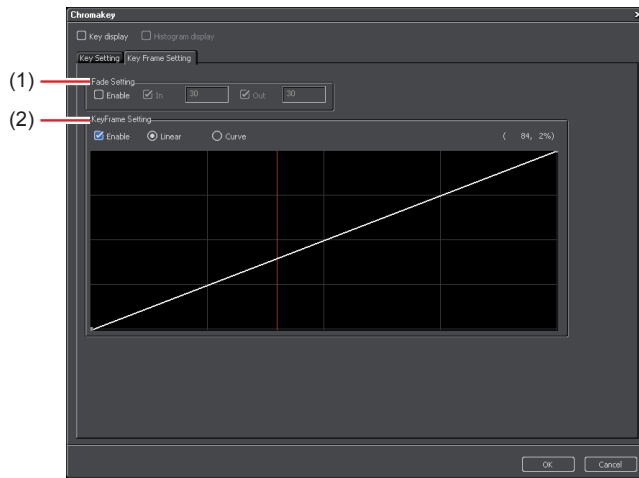 Chromakey
Key display Histogram display
Key Setting Key Frame Setting
(1)
Fade Setting
Enable In 30 Out 30
(2)
KeyFrame Setting
Enable Linear Curve ( 84, 2%)
OK Cancel